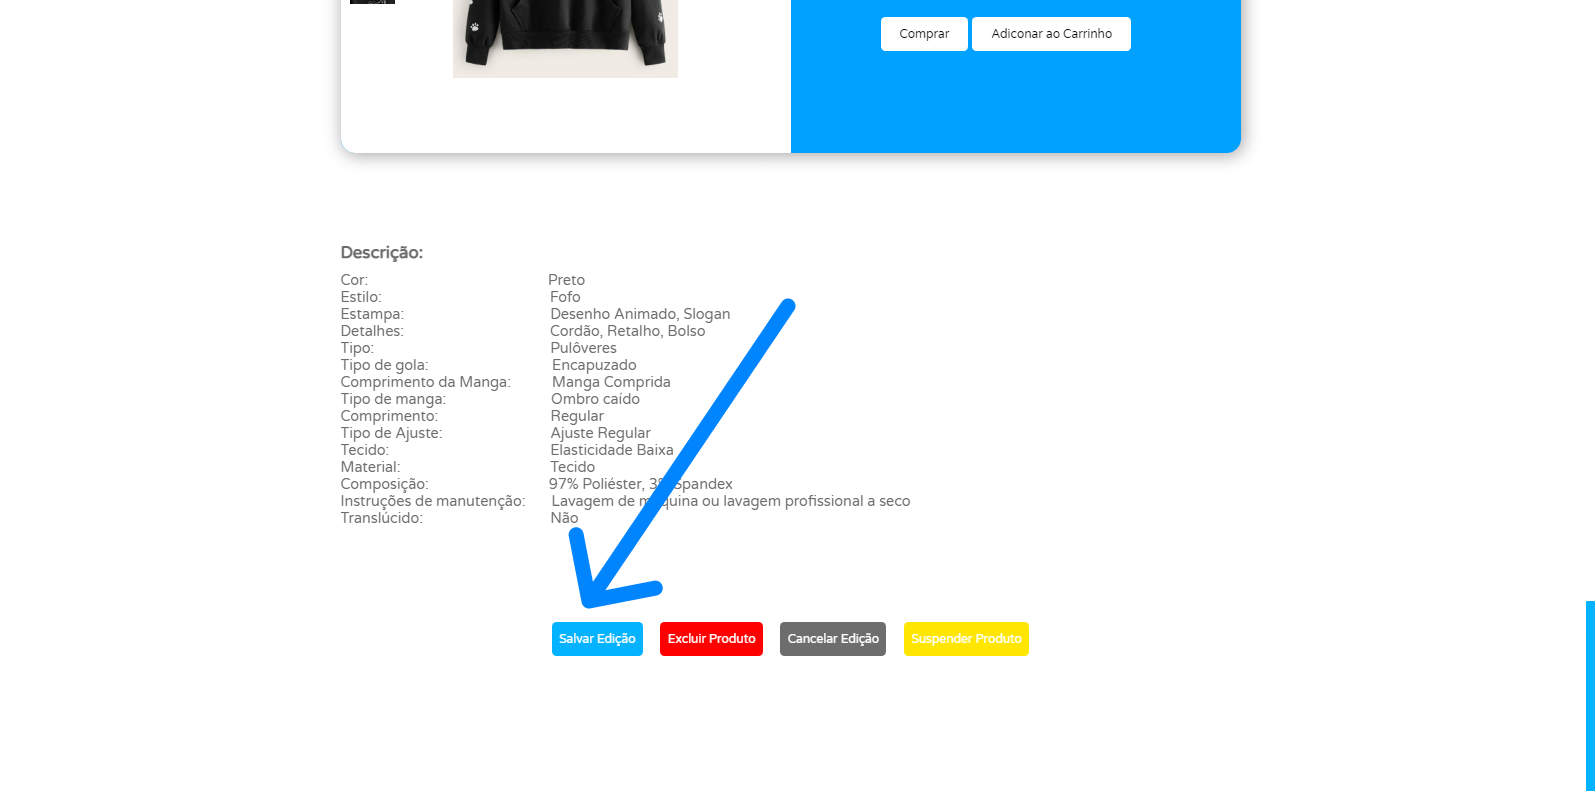 Comprar Adiconar ao Carrinho
Descrição:
Cor: Preto
Estilo: Fofo
Estampa: Desenho Animado, Slogan
Detalhes: Cordão, Retalho, Bolso
Tipo: Pulôveres
Tipo de gola: Encapuzado
Comprimento da Manga: Manga Comprida
Tipo de manga: Ombro caído
Comprimento: Regular
Tipo de Ajuste: Ajuste Regular
Tecido: Elasticidade Baixa
Material: Tecido
Composição: 97% Poliéster, 3% Spandex
Instruções de manutenção: Lavagem de máquina ou lavagem profissional a seco
Translúcido: Não
Salvar Edição Excluir Produto Cancelar Edição Suspender Produto